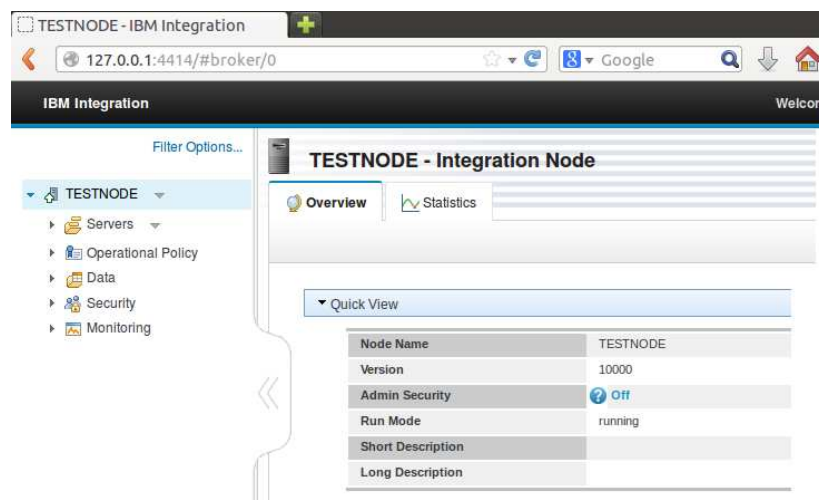 TESTNODE - IBM Integration
127.0.0.1:4414/#broker/0
Google
IBM Integration
Welcor
Filter Options...
TESTNODE - Integration Node
TESTNODE
Overview
Statistics
Servers
Operational Policy
Data
Security
Monitoring
Quick View
Node Name TESTNODE
Version 10000
Admin Security ? Off
Run Mode running
Short Description
Long Description